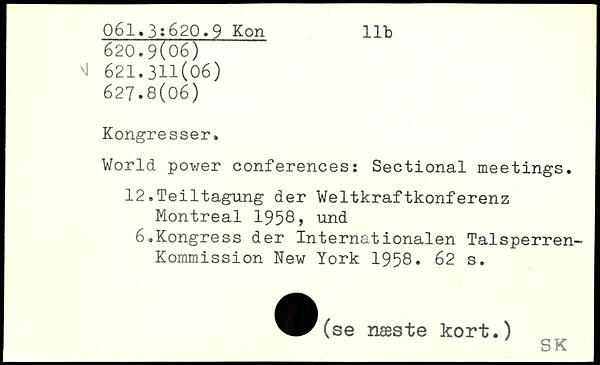 061.3:620.9 Kon 11b
620.9(06)
√ 621.311(06)
627.8(06)
Kongresser.
World power conferences: Sectional meetings.
12.Teiltagung der Weltkraftkonferenz
Montreal 1958, und
6.Kongress der Internationalen Talsperren-
Kommission New York 1958. 62 s.
(se næste kort.)
SK